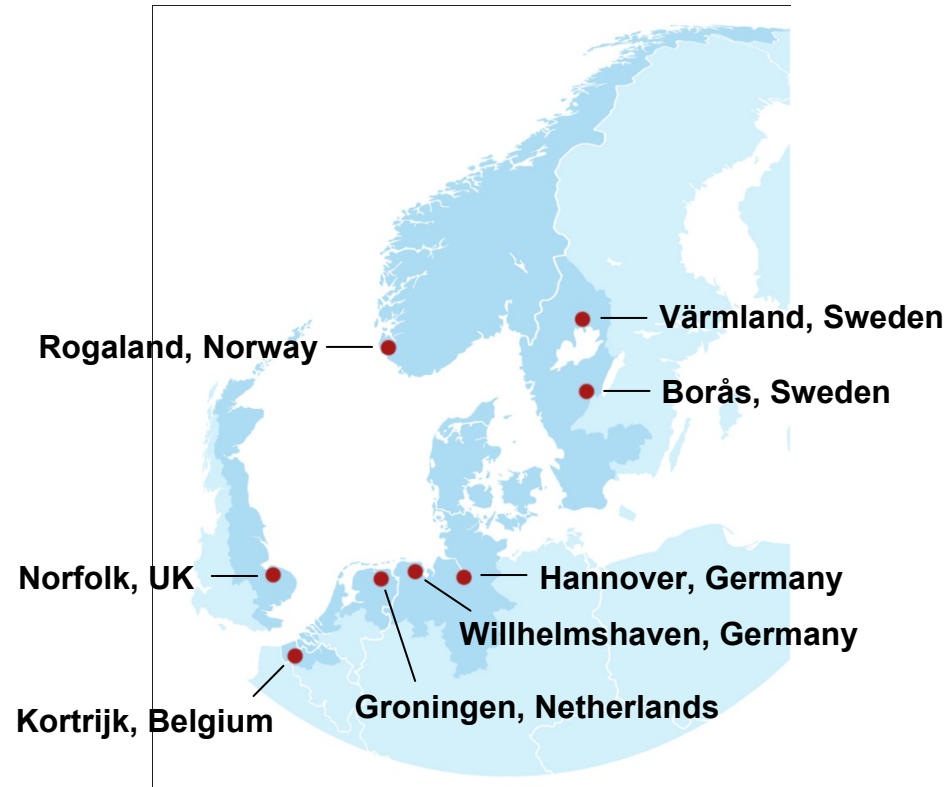 Värmland, Sweden
Rogaland, Norway
Borås, Sweden
Norfolk, UK
Hannover, Germany
Willhelmshaven, Germany
Groningen, Netherlands
Kortrijk, Belgium